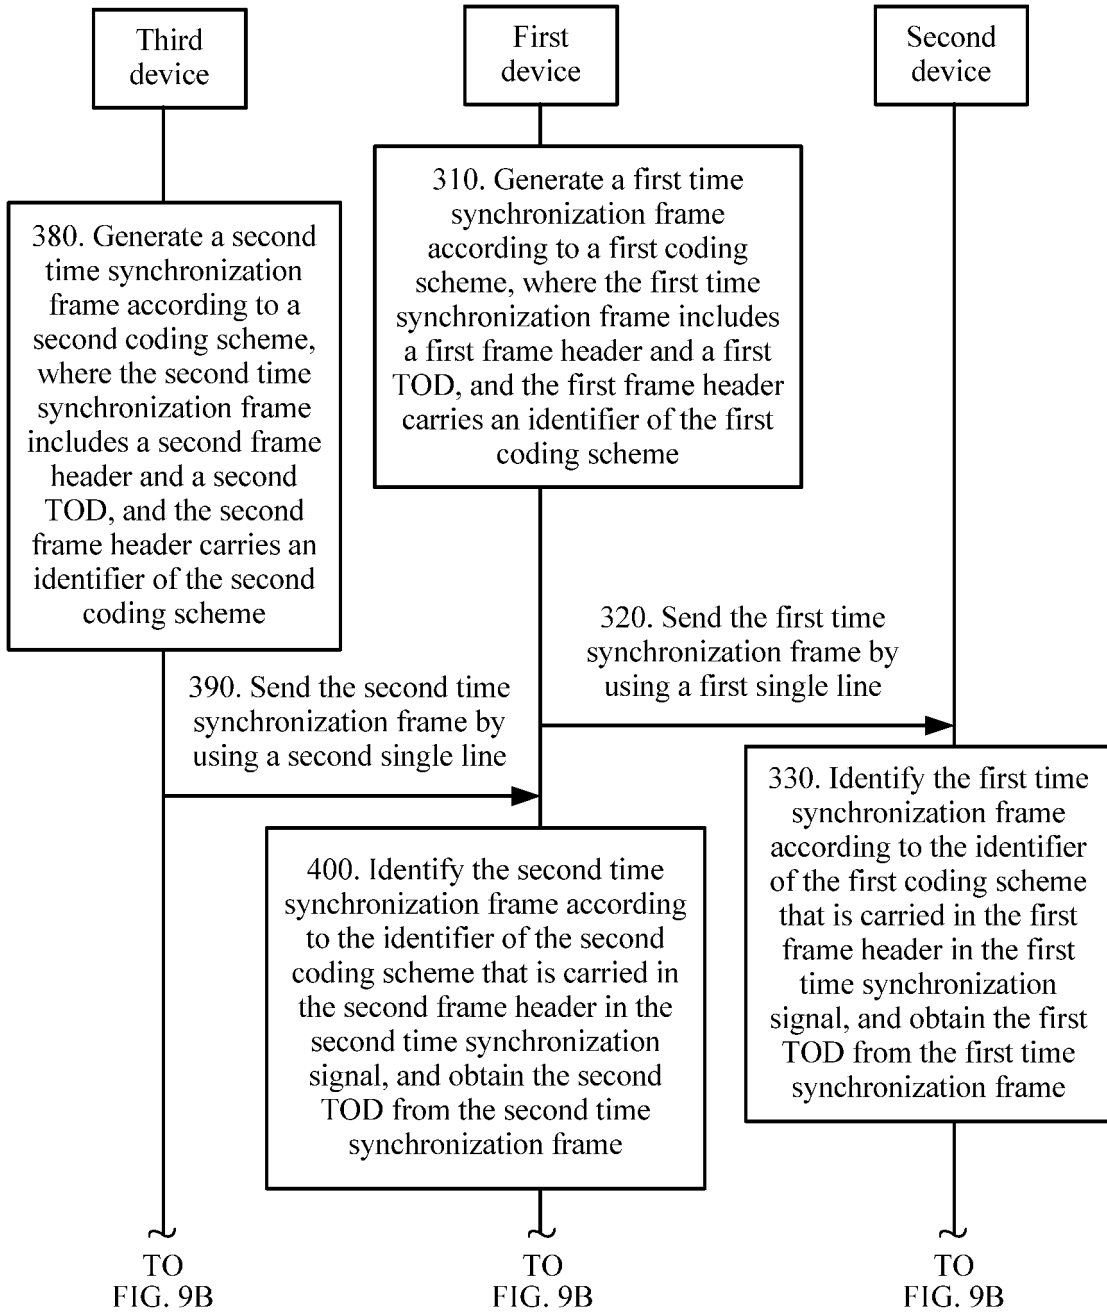 Third
device
First
device
Second
device
310. Generate a first time
synchronization frame
according to a first coding
scheme, where the first time
synchronization frame includes
a first frame header and a first
TOD, and the first frame header
carries an identifier of the first
coding scheme
380. Generate a second
time synchronization
frame according to a
second coding scheme,
where the second time
synchronization frame
includes a second frame
header and a second
TOD, and the second
frame header carries an
identifier of the second
coding scheme
320. Send the first time
synchronization frame by
using a first single line
390. Send the second time
synchronization frame by
using a second single line
330. Identify the first time
synchronization frame
according to the identifier
of the first coding scheme
that is carried in the first
frame header in the first
time synchronization
signal, and obtain the first
TOD from the first time
synchronization frame
400. Identify the second time
synchronization frame according
to the identifier of the second
coding scheme that is carried in
the second frame header in the
second time synchronization
signal, and obtain the second
TOD from the second time
synchronization frame
TO
FIG. 9B
TO
FIG. 9B
TO
FIG. 9B